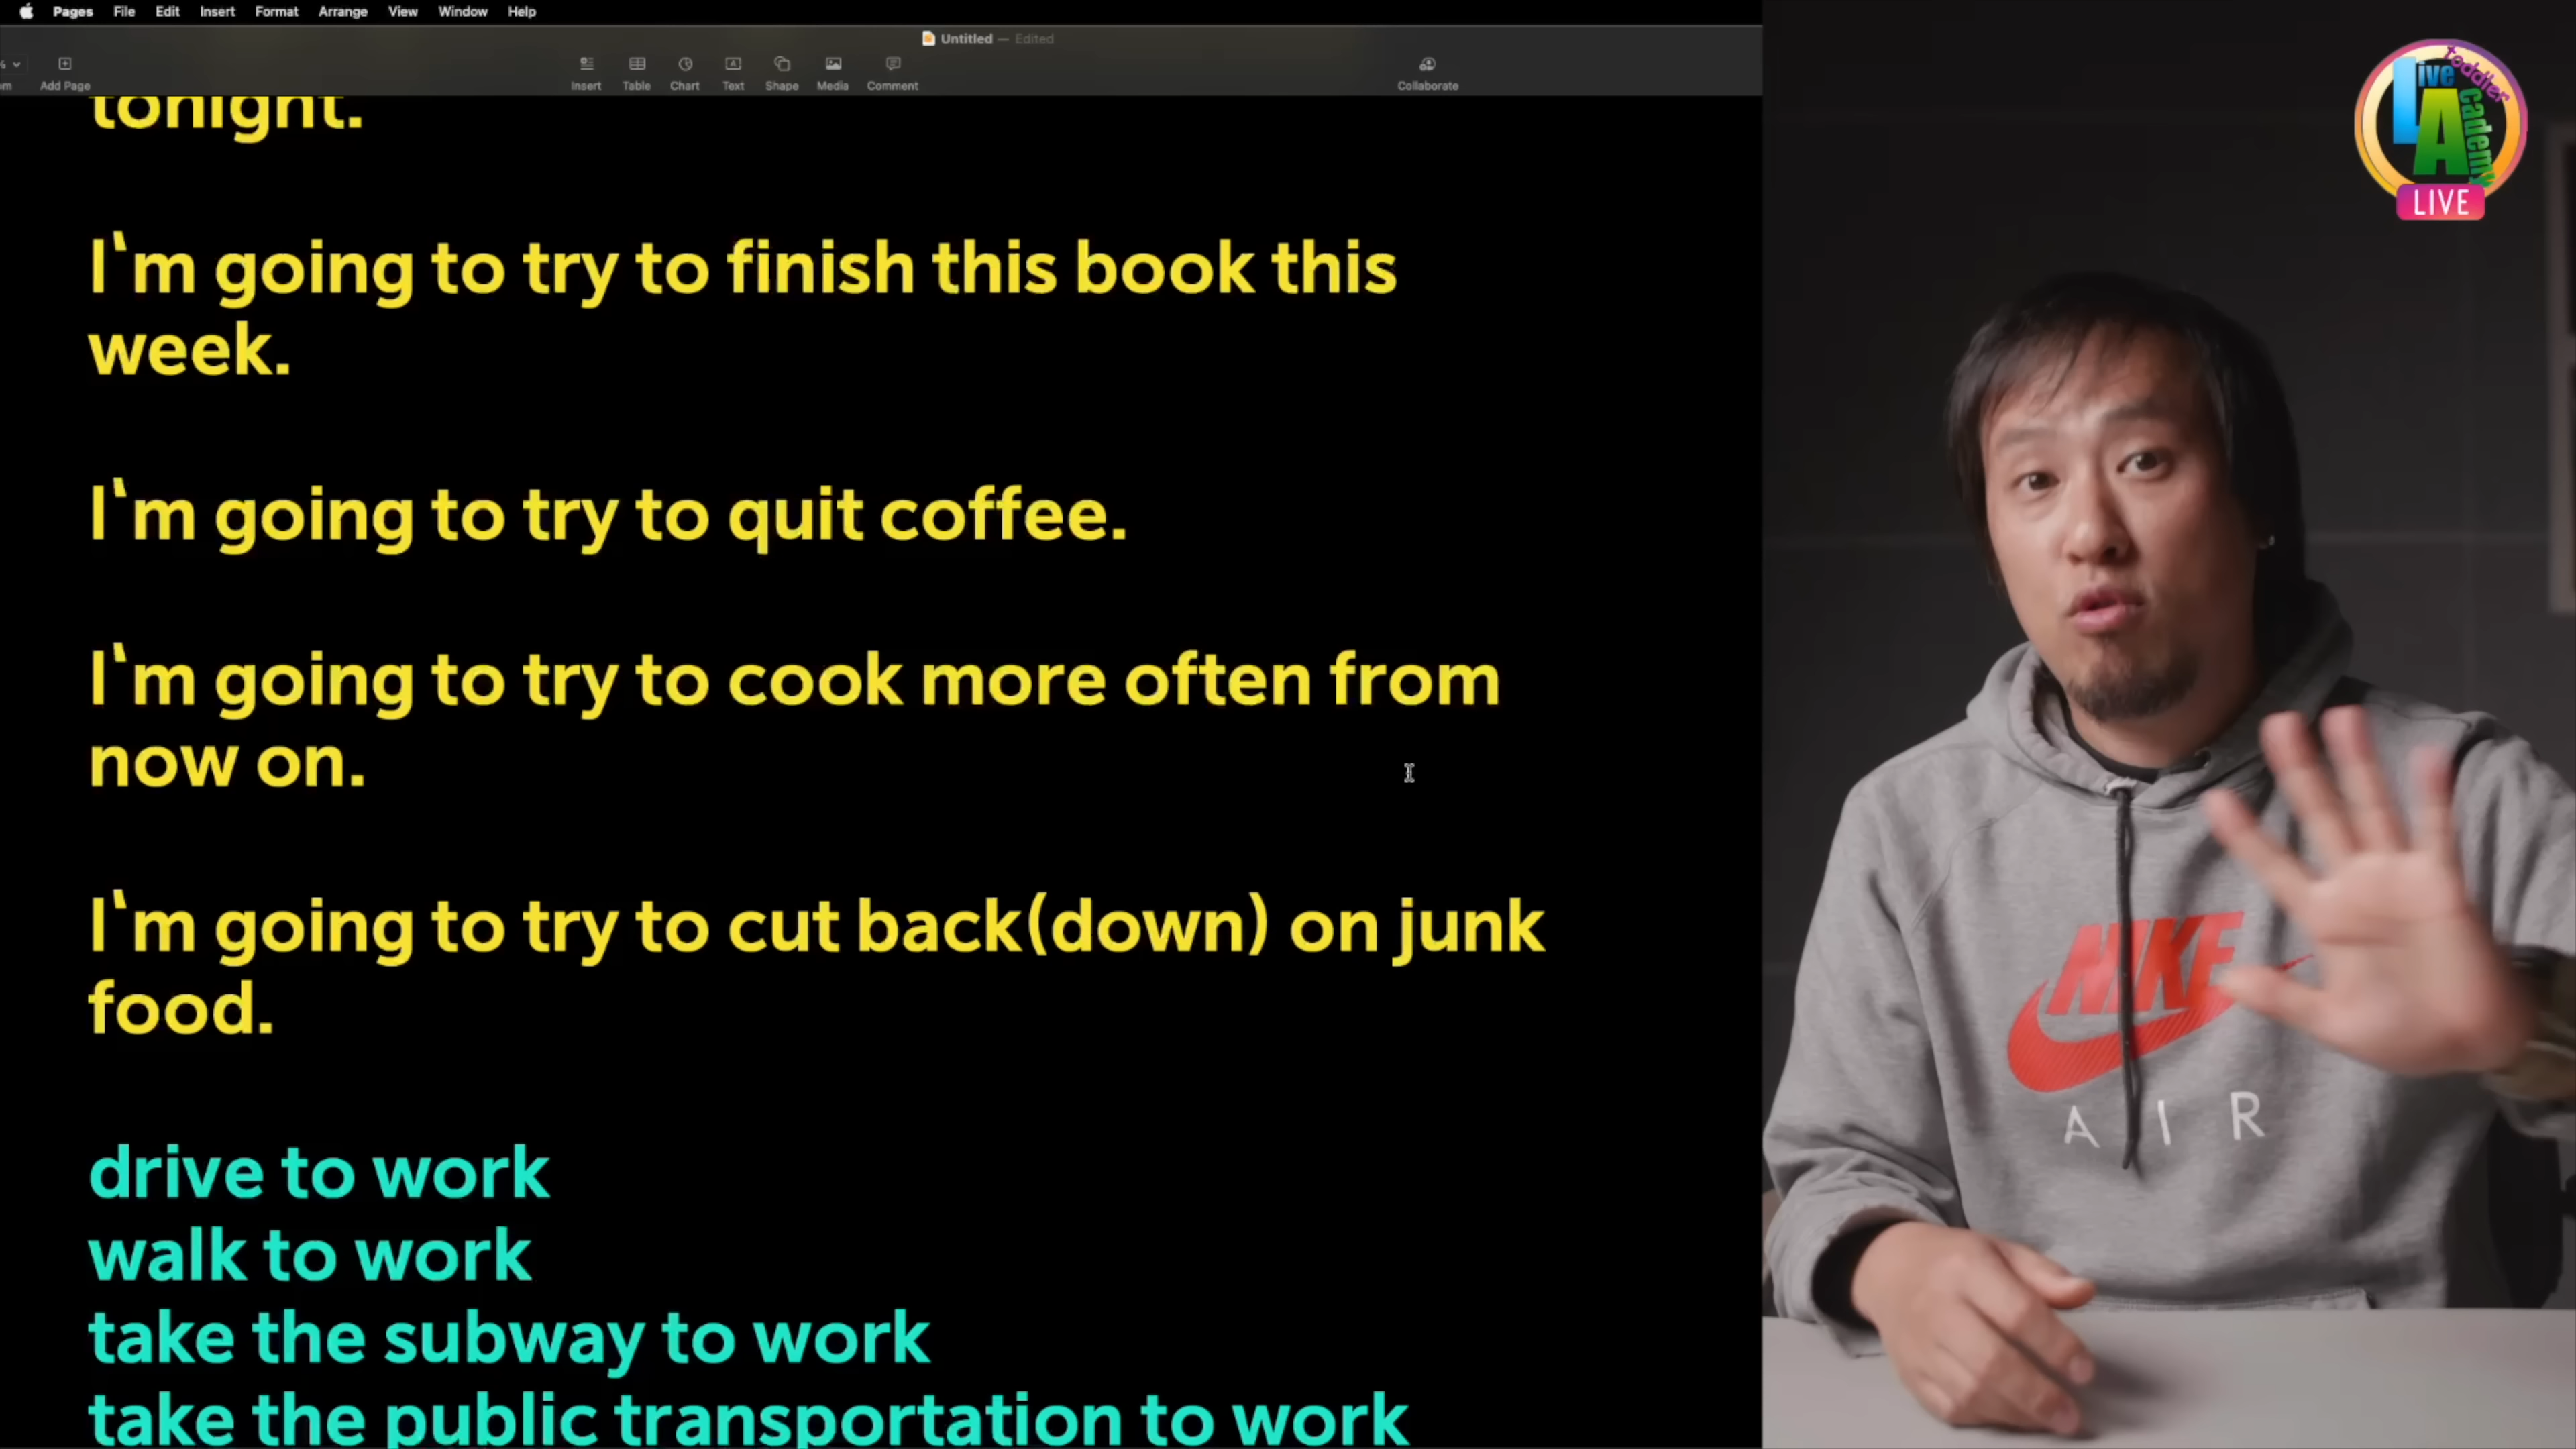 Pages File Edit Insert Format Arrange View Window Help
Untitled — Edited
Add Page Insert Table Chart Text Shape Media Comment Collaborate
tonight.
I'm going to try to finish this book this
week.
I'm going to try to quit coffee.
I'm going to try to cook more often from
now on.
I'm going to try to cut back(down) on junk
food.
drive to work
walk to work
take the subway to work
take the public transportation to work
Live Academy toddler
LIVE
NIKE
AIR